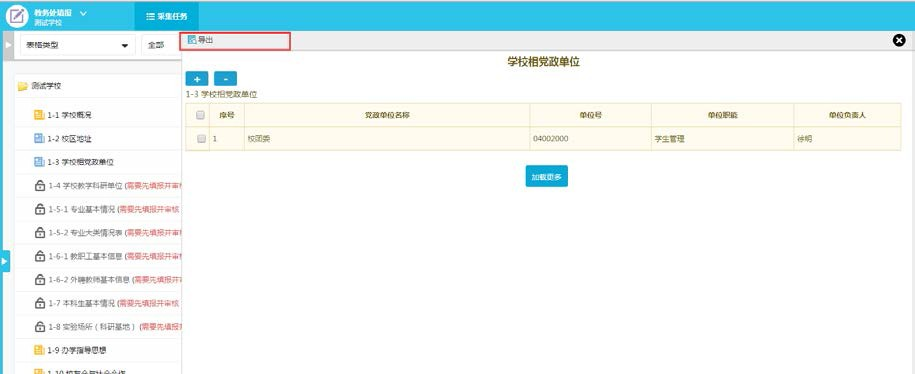 教务处填报
测试学校
采集任务
表格类型
全部
导出
学校相党政单位
+ -
1-3 学校相党政单位
序号 党政单位名称 单位号 单位职能 单位负责人
1 校团委 04002000 学生管理 徐明
加载更多
测试学校
1-1 学校概况
1-2 校区地址
1-3 学校相党政单位
1-4 学校教学科研单位 (需要先填报并审核
1-5-1 专业基本情况 (需要先填报并审核
1-5-2 专业大类情况表 (需要先填报并审
1-6-1 教职工基本信息 (需要先填报并审
1-6-2 外聘教师基本信息 (需要先填报并
1-7 本科生基本情况 (需要先填报并审核
1-8 实验场所（科研基地） (需要先填报并
1-9 办学指导思想
1-10 校友会与社会合作